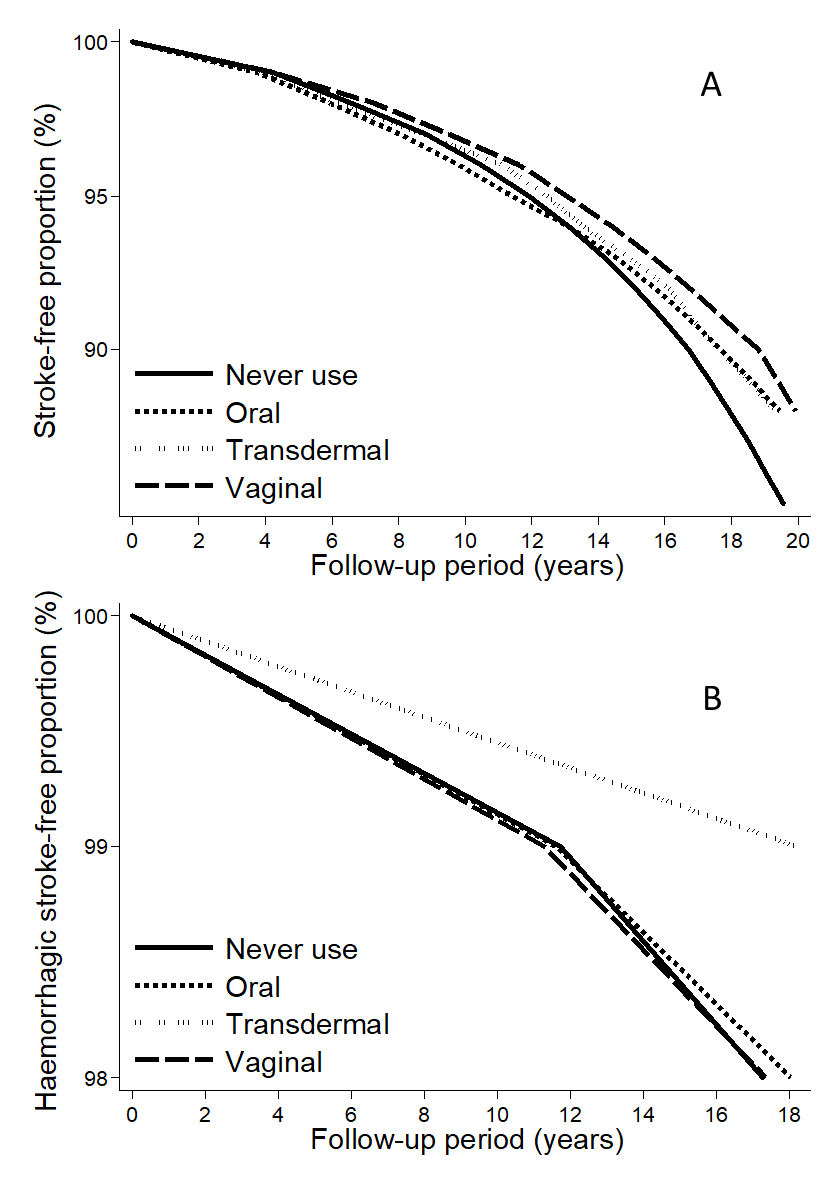 A
Stroke-free proportion (%)
100
95
90
Never use
Oral
Transdermal
Vaginal
0 2 4 6 8 10 12 14 16 18 20
Follow-up period (years)
B
Haemorrhagic stroke-free proportion (%)
100
99
98
Never use
Oral
Transdermal
Vaginal
0 2 4 6 8 10 12 14 16 18
Follow-up period (years)